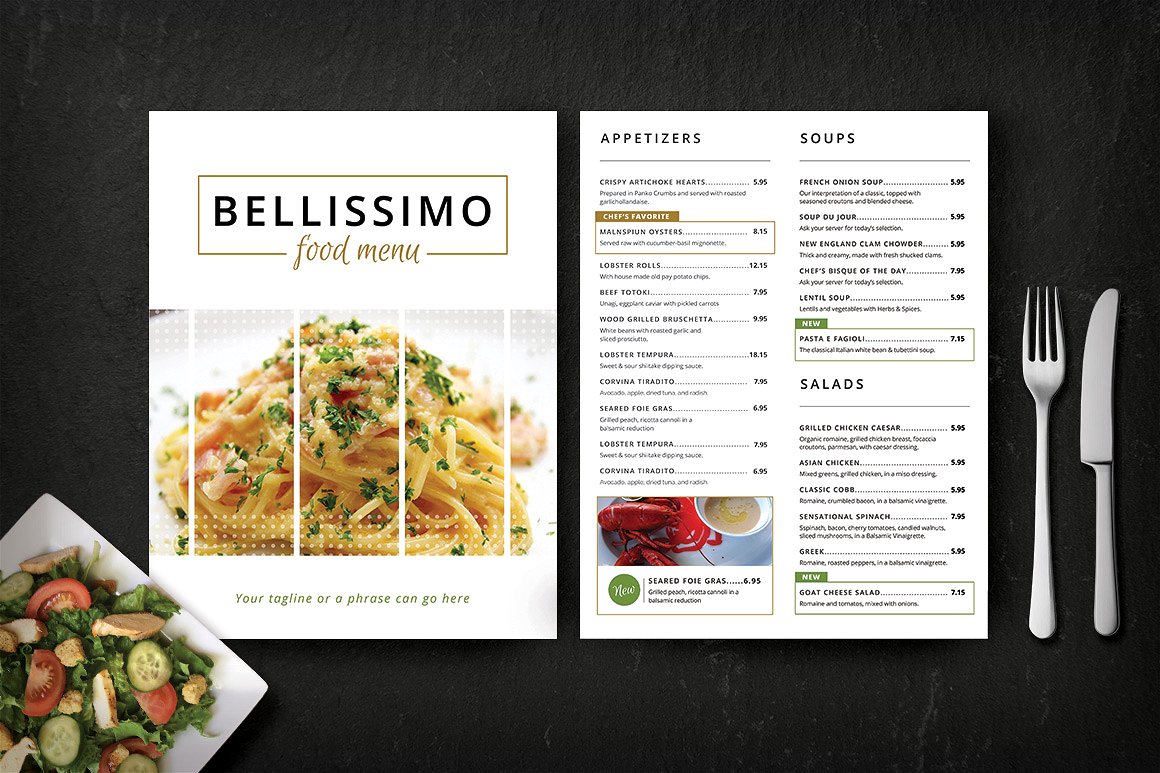 BELLISSIMO
food menu
Your tagline or a phrase can go here
APPETIZERS
CRISPY ARTICHOKE HEARTS............... 5.95
Prepared in Panko Crumbs and served with roasted
garlichollandaise.
CHEF'S FAVORITE
MALNSPIUN OYSTERS...................... 8.15
Served raw with cucumber-basil mignonette.
LOBSTER ROLLS..............................12.15
With house made old pay potato chips.
BEEF TOTOKI................................. 7.95
Unagi, eggplant caviar with pickled carrots
WOOD GRILLED BRUSCHETTA............ 9.95
White beans with roasted garlic and
sliced prosciutto.
LOBSTER TEMPURA.........................18.15
Sweet & sour shi-take dipping sauce.
CORVINA TIRADITO........................ 7.95
Avocado, apple, dried tuna, and radish
SEARED FOIE GRAS......................... 6.95
Grilled peach, ricotta cannoli in a
balsamic reduction
LOBSTER TEMPURA......................... 7.95
Sweet & sour shi-take dipping sauce.
CORVINA TIRADITO........................ 6.95
Avocado, apple, dried tuna, and radish
New
SEARED FOIE GRAS......6.95
Grilled peach, ricotta cannoli in a
balsamic reduction
SOUPS
FRENCH ONION SOUP...................... 5.95
Our interpretation of a classic, topped with
seasoned croutons and blended cheese.
SOUP DU JOUR............................... 5.95
Ask your server for today's selection.
NEW ENGLAND CLAM CHOWDER.........5.95
Thick and creamy, made with fresh shucked clams.
CHEF'S BISQUE OF THE DAY............... 7.95
Ask your server for today's selection.
LENTIL SOUP................................. 5.95
Lentils and vegetables with Herbs & Spices.
NEW
PASTA E FAGIOLI............................ 7.15
The classical Italian white bean & tubettini soup.
SALADS
GRILLED CHICKEN CAESAR................. 5.95
Organic romaine, grilled chicken breast, focaccia
croutons, parmesan, with caesar dressing.
ASIAN CHICKEN.............................. 5.95
Mixed greens, grilled chicken, in a miso dressing.
CLASSIC COBB................................ 5.95
Romaine, crumbled bacon, in a balsamic vinaigrette.
SENSATIONAL SPINACH.................... 7.95
Sspinach, bacon, cherry tomatoes, candied walnuts,
sliced mushrooms, in a Balsamic Vinaigrette.
GREEK..........................................5.95
Romaine, roasted peppers, in a balsamic vinaigrette.
NEW
GOAT CHEESE SALAD....................... 7.15
Romaine and tomatoes, mixed with onions.